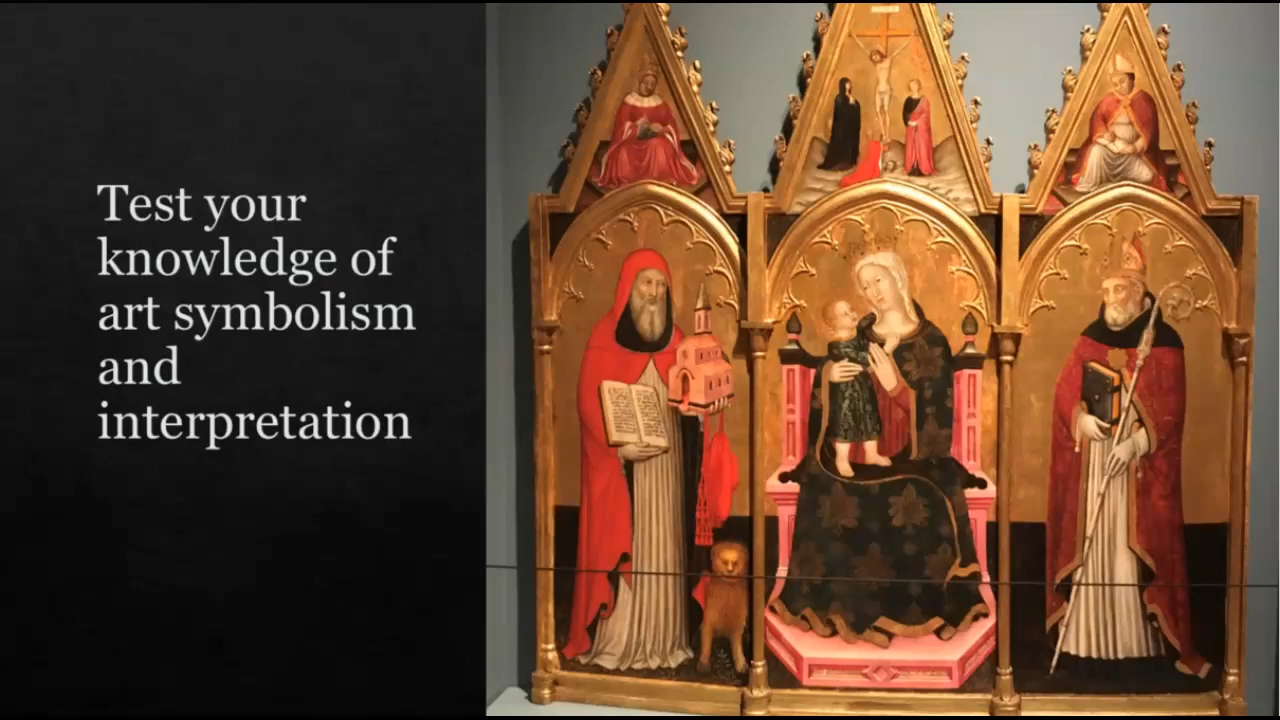 Test your
knowledge of
art symbolism
and
interpretation